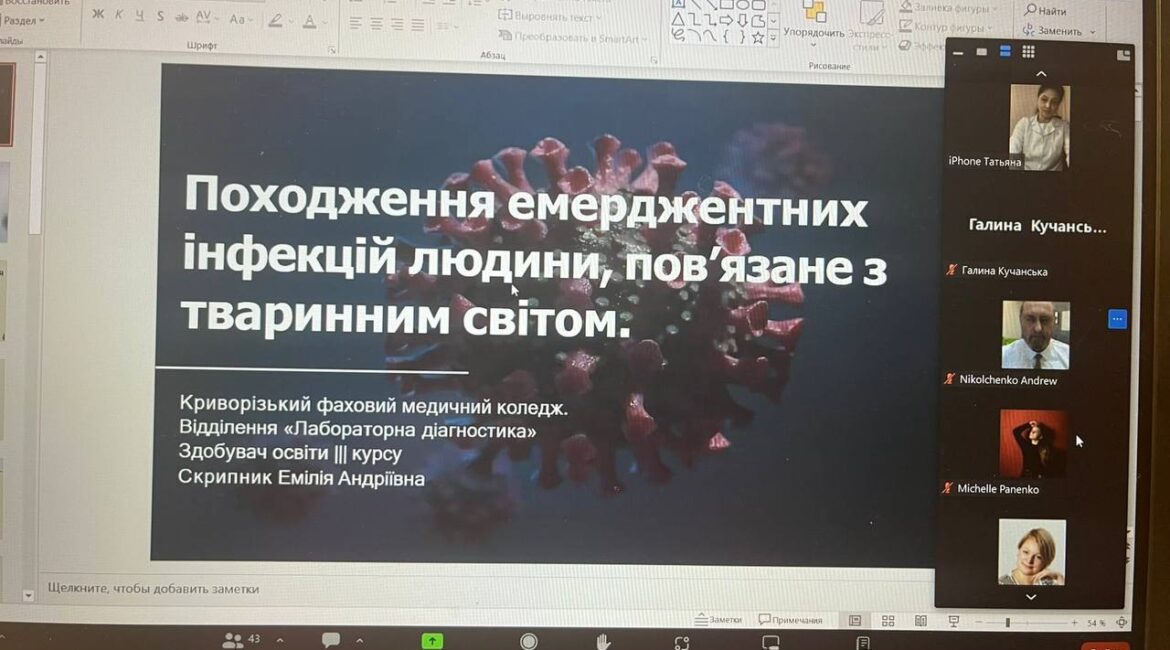 Восстановить
Раздел
Ж К Ч S ab AV Aa
А
Шрифт
Выровнять текст
Преобразовать в SmartArt
Абзац
Упорядочить
Экспресс-
стили
Рисование
Заливка фигуры
Контур фигуры
Найти
Заменить
Походження емерджентних
інфекцій людини, пов’язане з
тваринним світом.
Криворізький фаховий медичний коледж.
Відділення «Лабораторна діагностика»
Здобувач освіти ||| курсу
Скрипник Емілія Андріївна
iPhone Татьяна
Галина Кучансь...
Галина Кучанська
Nikolchenko Andrew
Michelle Panenko
Щелкните, чтобы добавить заметки
Заметки
Примечания
54 %
43